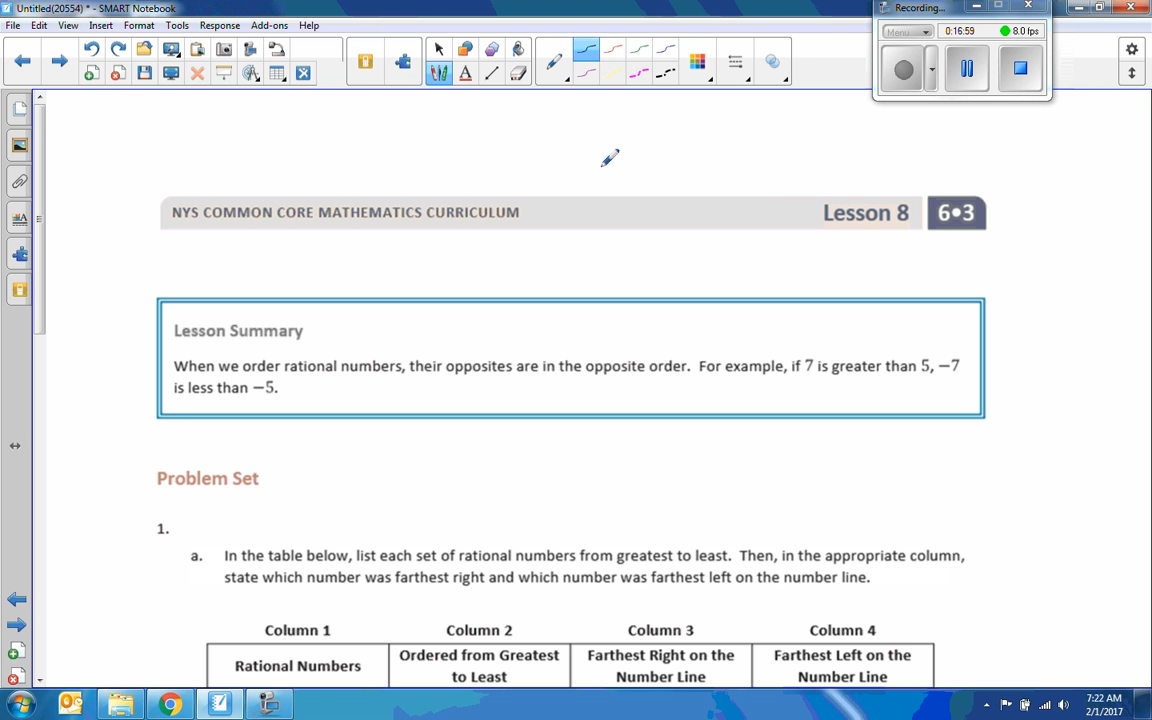 Untitled(20554) * - SMART Notebook
Recording...
File Edit View Insert Format Tools Response Add-ons Help
Menu 0:16:59 8.0 fps
NYS COMMON CORE MATHEMATICS CURRICULUM Lesson 8 6•3
Lesson Summary
When we order rational numbers, their opposites are in the opposite order. For example, if 7 is greater than 5, −7
is less than −5.
Problem Set
1.
a. In the table below, list each set of rational numbers from greatest to least. Then, in the appropriate column,
state which number was farthest right and which number was farthest left on the number line.
Column 1 Column 2 Column 3 Column 4
Rational Numbers
Ordered from Greatest
to Least
Farthest Right on the
Number Line
Farthest Left on the
Number Line
7:22 AM
2/1/2017